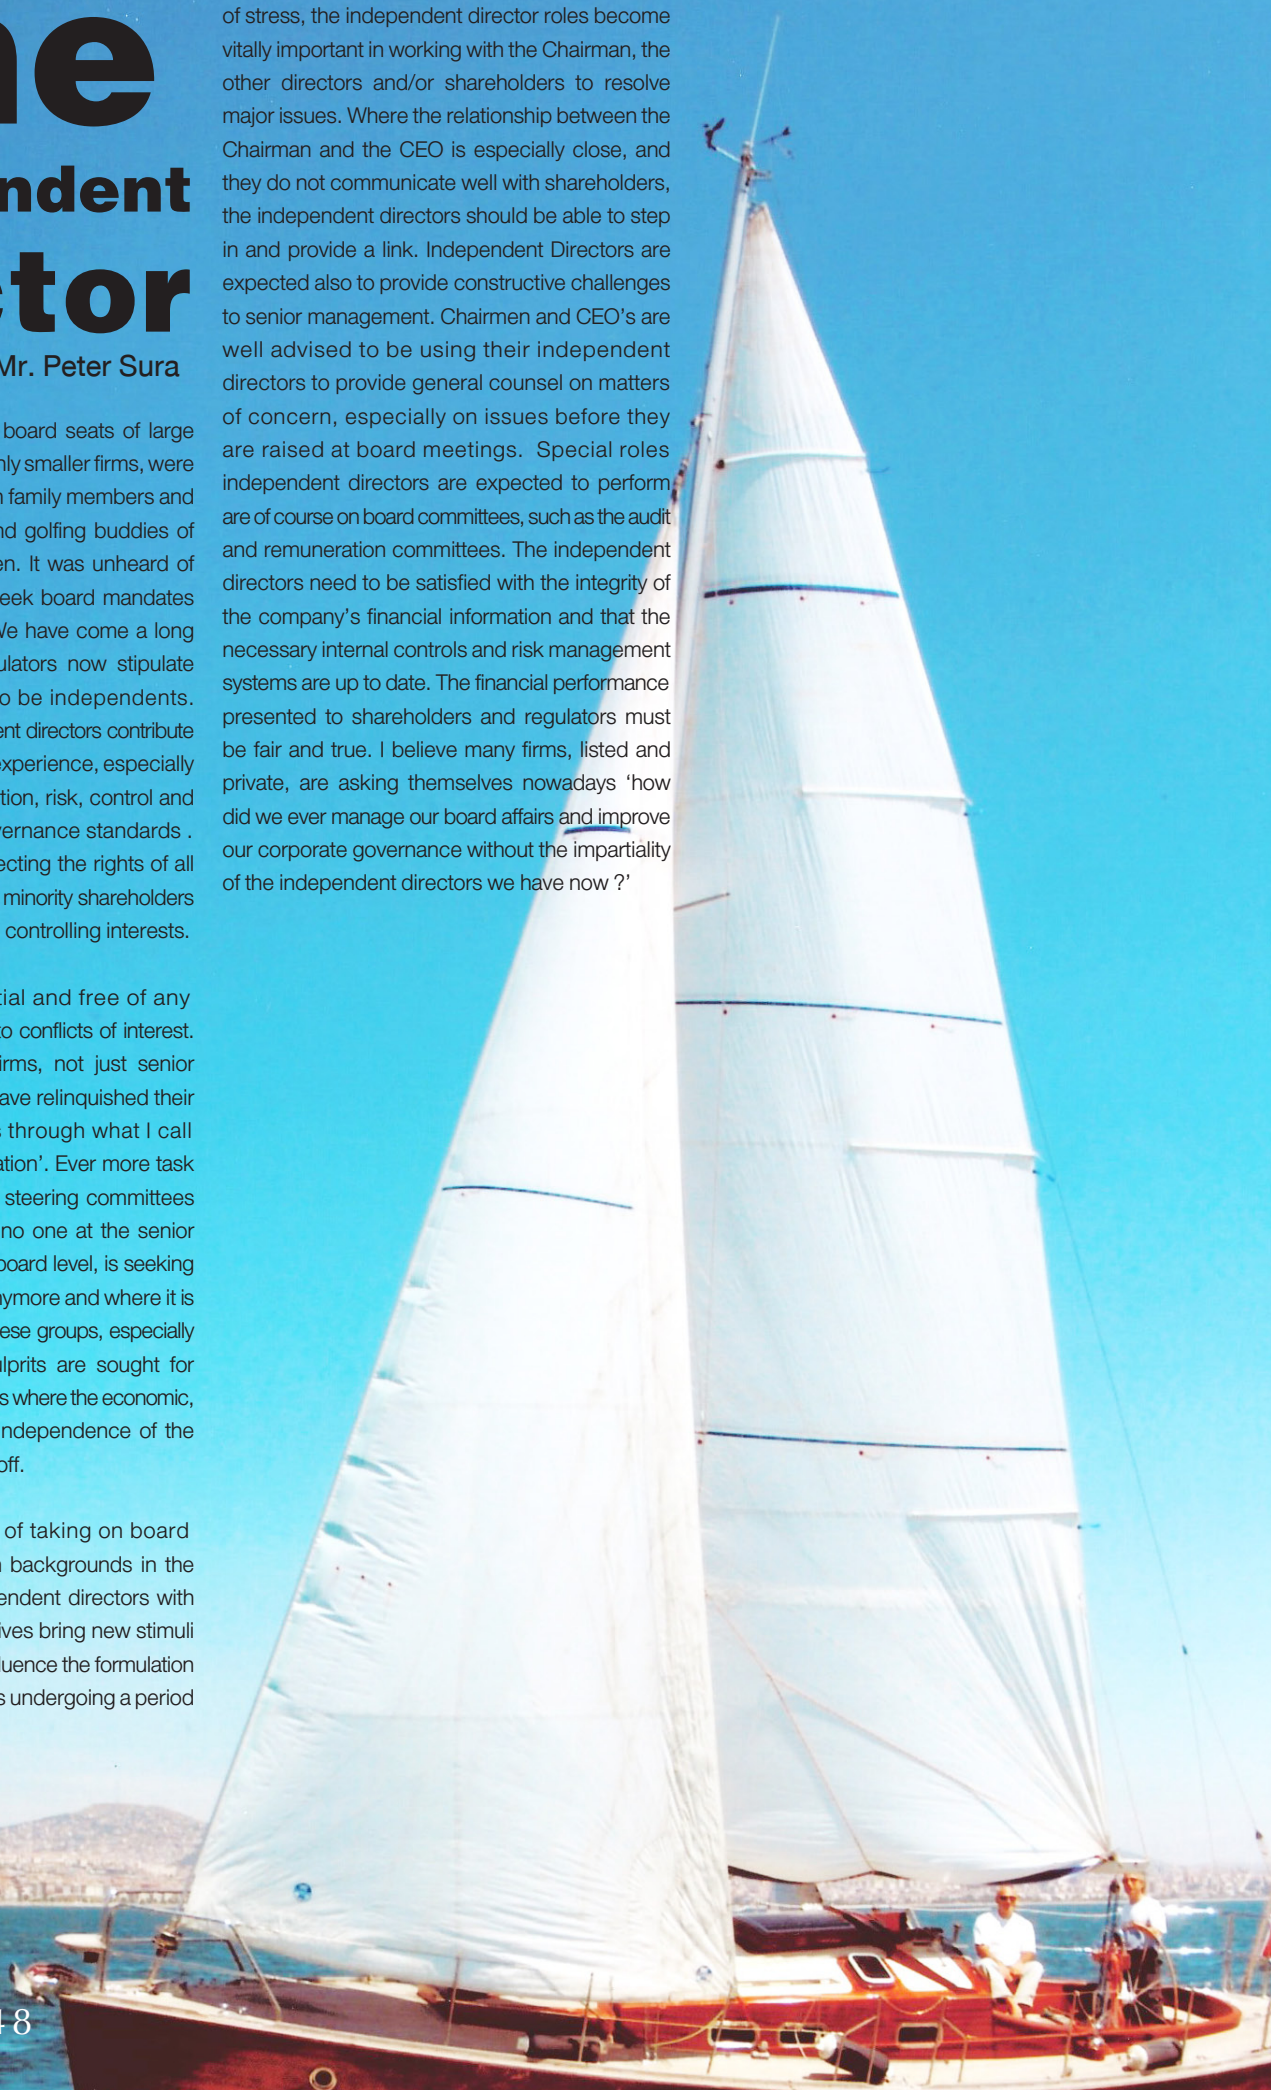 ne
ndent
ctor
Mr. Peter Sura
board seats of large
nly smaller firms, were
n family members and
nd golfing buddies of
en. It was unheard of
eek board mandates
We have come a long
ulators now stipulate
o be independents.
ent directors contribute
experience, especially
tion, risk, control and
vernance standards .
ecting the rights of all
minority shareholders
controlling interests.
tial and free of any
to conflicts of interest.
irms, not just senior
ave relinquished their
s through what I call
ation’. Ever more task
steering committees
no one at the senior
board level, is seeking
nymore and where it is
ese groups, especially
ulprits are sought for
s where the economic,
independence of the
off.
of taking on board
n backgrounds in the
endent directors with
ives bring new stimuli
luence the formulation
s undergoing a period
of stress, the independent director roles become
vitally important in working with the Chairman, the
other directors and/or shareholders to resolve
major issues. Where the relationship between the
Chairman and the CEO is especially close, and
they do not communicate well with shareholders,
the independent directors should be able to step
in and provide a link. Independent Directors are
expected also to provide constructive challenges
to senior management. Chairmen and CEO’s are
well advised to be using their independent
directors to provide general counsel on matters
of concern, especially on issues before they
are raised at board meetings. Special roles
independent directors are expected to perform
are of course on board committees, such as the audit
and remuneration committees. The independent
directors need to be satisfied with the integrity of
the company’s financial information and that the
necessary internal controls and risk management
systems are up to date. The financial performance
presented to shareholders and regulators must
be fair and true. I believe many firms, listed and
private, are asking themselves nowadays ‘how
did we ever manage our board affairs and improve
our corporate governance without the impartiality
of the independent directors we have now ?’
48